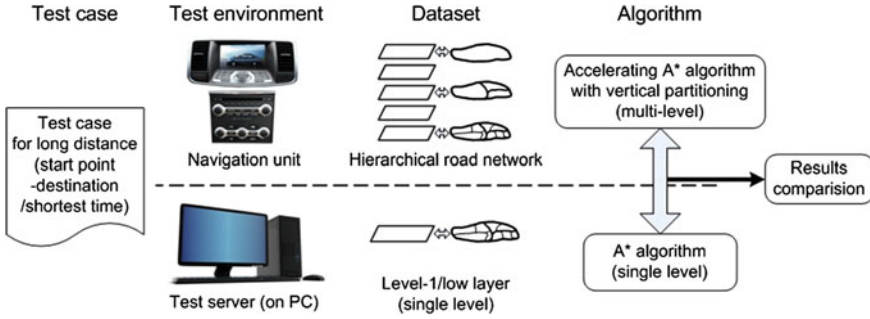 Test case
Test environment
Dataset
Algorithm
Test case
for long distance
(start point
-destination
/shortest time)
Navigation unit
Hierarchical road network
Accelerating A* algorithm
with vertical partitioning
(multi-level)
Results
comparision
Test server (on PC)
Level-1/low layer
(single level)
A* algorithm
(single level)